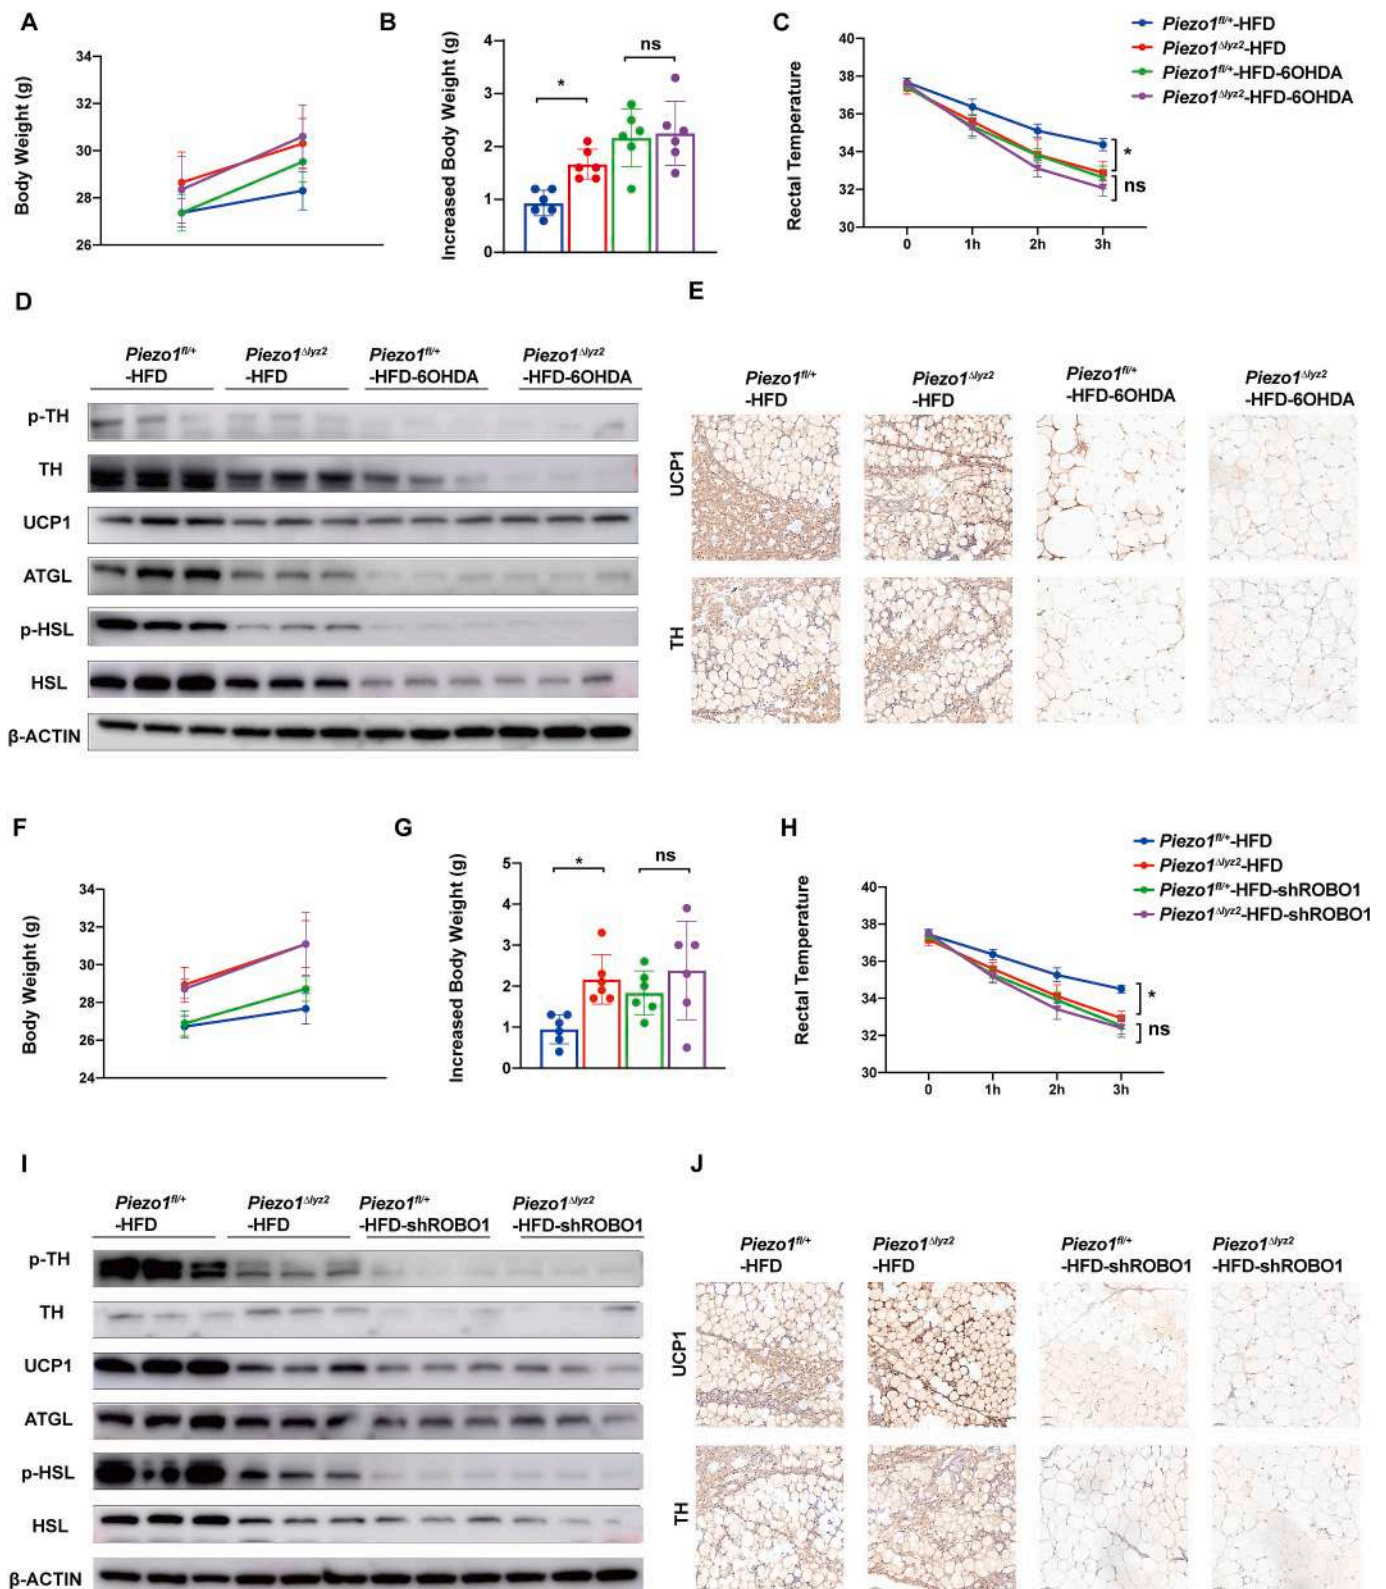 A
Body Weight (g)
34
32
30
28
26
B
Increased Body Weight (g)
4
3
2
1
0
*
ns
C
Rectal Temperature
40
38
36
34
32
30
0 1h 2h 3h
*
ns
Piezo1fl/+-HFD
Piezo1Δlyz2-HFD
Piezo1fl/+-HFD-6OHDA
Piezo1Δlyz2-HFD-6OHDA
D
Piezo1fl/+
-HFD
Piezo1Δlyz2
-HFD
Piezo1fl/+
-HFD-6OHDA
Piezo1Δlyz2
-HFD-6OHDA
p-TH
TH
UCP1
ATGL
p-HSL
HSL
β-ACTIN
E
Piezo1fl/+
-HFD
Piezo1Δlyz2
-HFD
Piezo1fl/+
-HFD-6OHDA
Piezo1Δlyz2
-HFD-6OHDA
UCP1
TH
F
Body Weight (g)
34
32
30
28
26
24
G
Increased Body Weight (g)
5
4
3
2
1
0
*
ns
H
Rectal Temperature
40
38
36
34
32
30
0 1h 2h 3h
*
ns
Piezo1fl/+-HFD
Piezo1Δlyz2-HFD
Piezo1fl/+-HFD-shROBO1
Piezo1Δlyz2-HFD-shROBO1
I
Piezo1fl/+
-HFD
Piezo1Δlyz2
-HFD
Piezo1fl/+
-HFD-shROBO1
Piezo1Δlyz2
-HFD-shROBO1
p-TH
TH
UCP1
ATGL
p-HSL
HSL
β-ACTIN
J
Piezo1fl/+
-HFD
Piezo1Δlyz2
-HFD
Piezo1fl/+
-HFD-shROBO1
Piezo1Δlyz2
-HFD-shROBO1
UCP1
TH